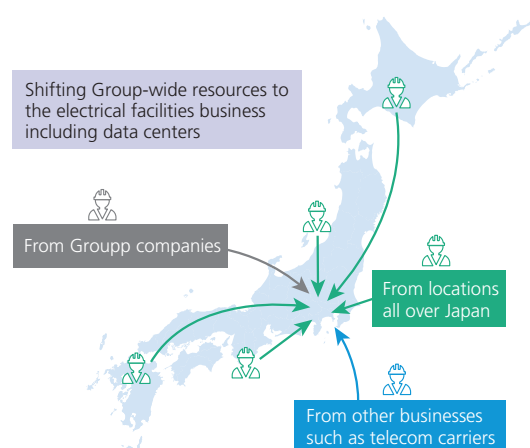 Shifting Group-wide resources to
the electrical facilities business
including data centers
From Groupp companies
From locations
all over Japan
From other businesses
such as telecom carriers